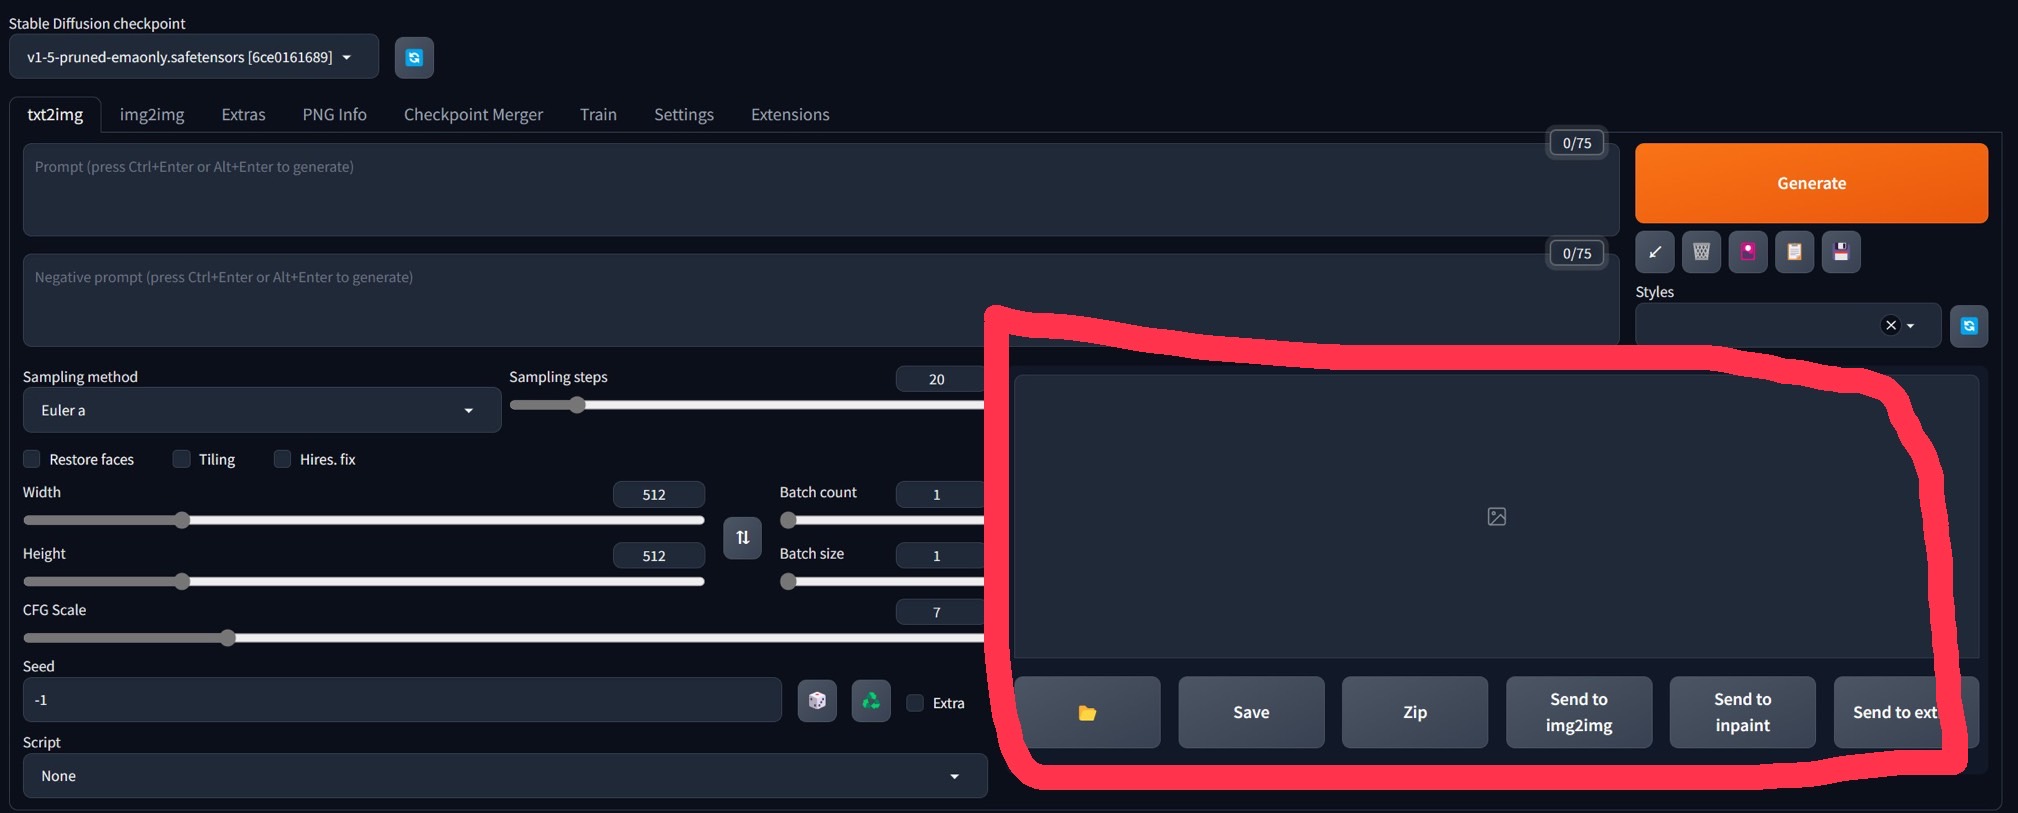 Stable Diffusion checkpoint
v1-5-pruned-emaonly.safetensors [6ce0161689]
txt2img img2img Extras PNG Info Checkpoint Merger Train Settings Extensions
0/75
Prompt (press Ctrl+Enter or Alt+Enter to generate)
Generate
0/75
Negative prompt (press Ctrl+Enter or Alt+Enter to generate)
Styles
Sampling method
Euler a
Sampling steps
20
Restore faces Tiling Hires. fix
Width
512
Batch count
1
Height
512
Batch size
1
CFG Scale
7
Seed
-1
Extra
Script
None
Save
Zip
Send to
img2img
Send to
inpaint
Send to